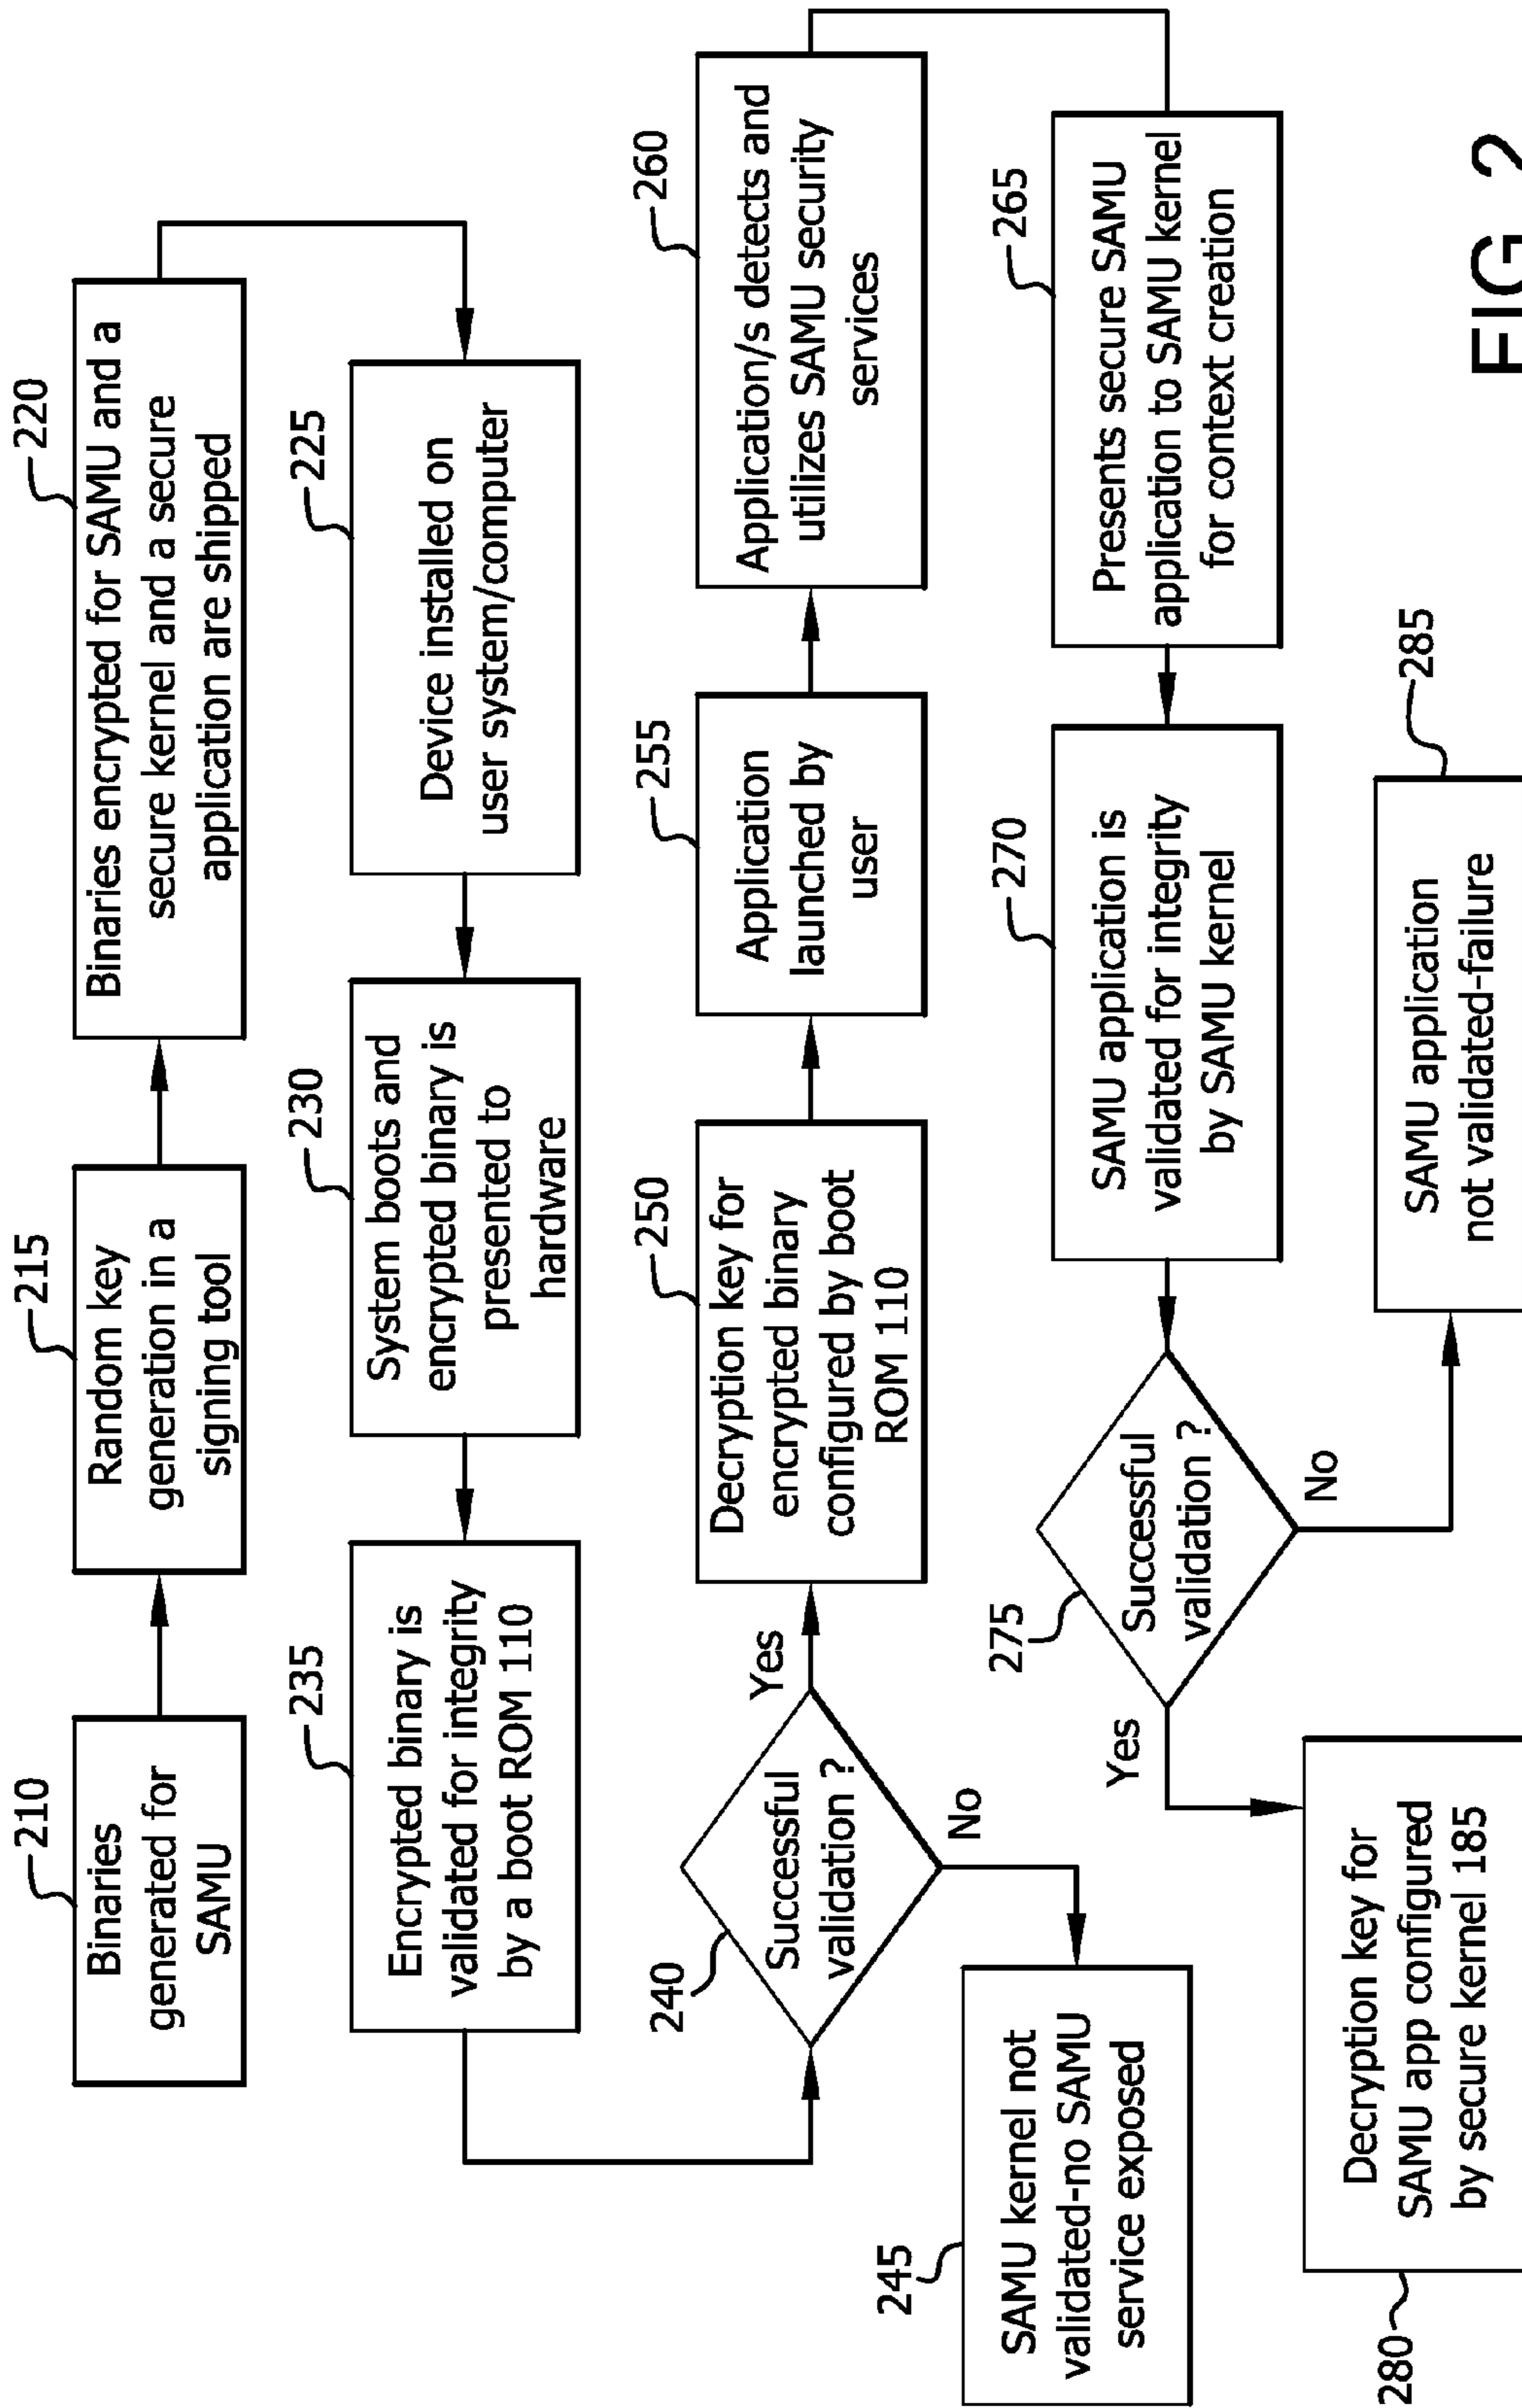 210
Binaries
generated for
SAMU
215
Random key
generation in a
signing tool
220
Binaries encrypted for SAMU and a
secure kernel and a secure
application are shipped
225
Device installed on
user system/computer
230
System boots and
encrypted binary is
presented to
hardware
235
Encrypted binary is
validated for integrity
by a boot ROM 110
240
Successful
validation ?
Yes
No
245
SAMU kernel not
validated-no SAMU
service exposed
250
Decryption key for
encrypted binary
configured by boot
ROM 110
255
Application
launched by
user
260
Application/s detects and
utilizes SAMU security
services
265
Presents secure SAMU
application to SAMU kernel
for context creation
270
SAMU application is
validated for integrity
by SAMU kernel
275
Successful
validation ?
Yes
No
280
Decryption key for
SAMU app configured
by secure kernel 185
285
SAMU application
not validated-failure
FIG 2